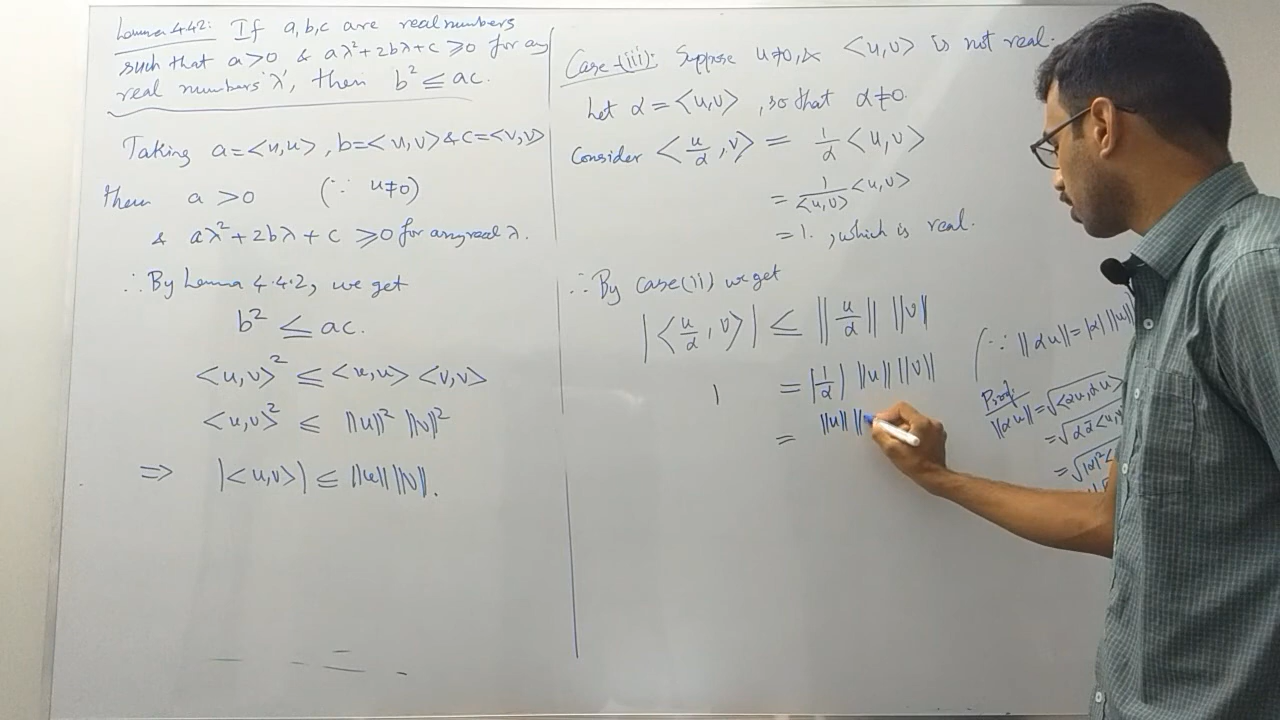 Lemma 4.4.2: If a, b, c are real numbers
such that a > 0 & aλ² + 2bλ + c ≥ 0 for any
real numbers 'λ', then b² ≤ ac.
Taking a = <u,u>, b = <u,v> & c = <v,v>
then a > 0 (∵ u ≠ 0)
& aλ² + 2bλ + c ≥ 0 for any real λ.
∴ By Lemma 4.4.2, we get
b² ≤ ac.
<u,v>² ≤ <u,u> <v,v>
<u,v>² ≤ ||u||² ||v||²
⇒ |<u,v>| ≤ ||u|| ||v||.
Case-(iii): Suppose u ≠ 0, & <u,v> is not real.
Let α = <u,v>, so that α ≠ 0.
Consider <u/α, v> = 1/α <u,v>
= 1/<u,v> <u,v>
= 1. , which is real.
∴ By case(ii) we get
|<u/α, v>| ≤ ||u/α|| ||v||
1 = |1/α| ||u|| ||v||
= ||u|| ||
(∵ ||αu|| = |α| ||u||
Proof:
||αu|| = √<αu, αu>
= √αᾱ <u,
= √|α|² <